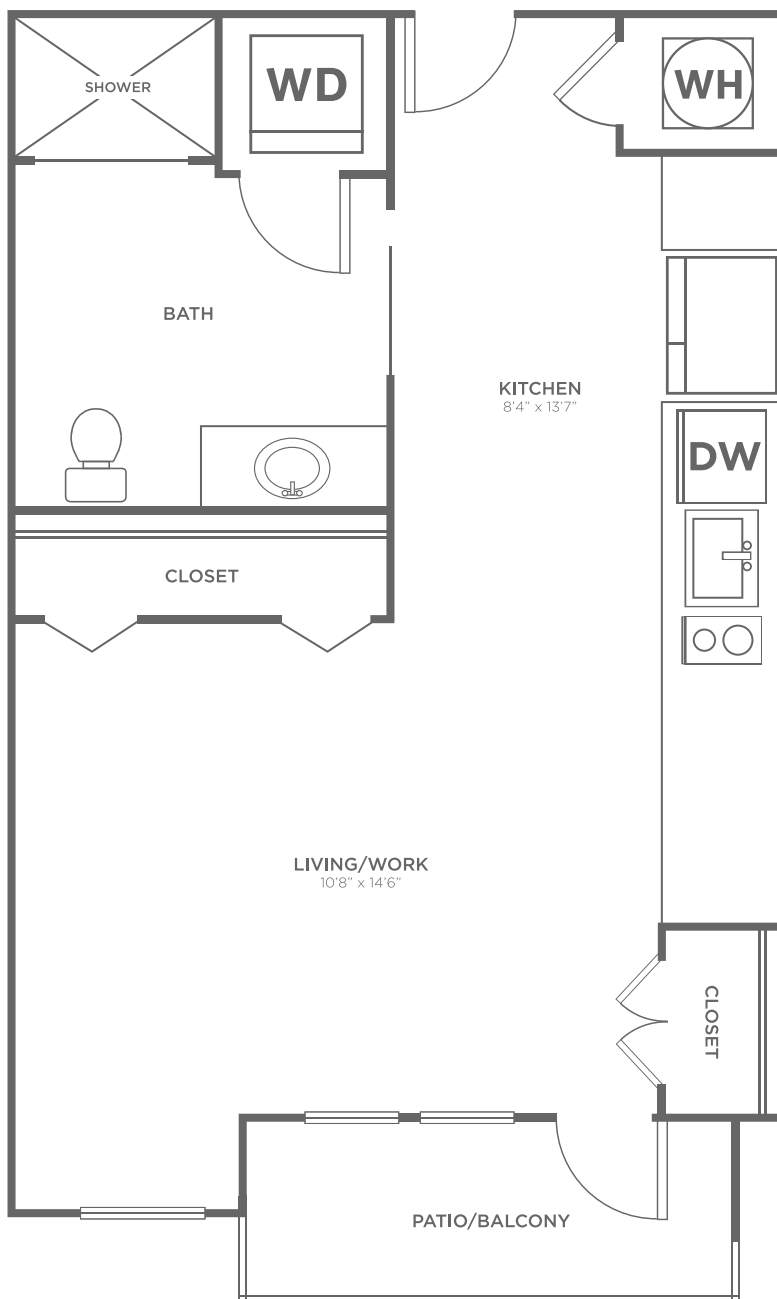 SHOWER
WD
WH
BATH
KITCHEN
8'4" x 13'7"
DW
CLOSET
LIVING/WORK
10'8" x 14'6"
CLOSET
PATIO/BALCONY